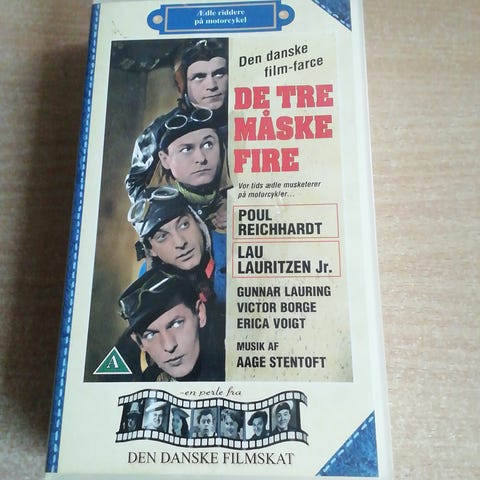 Ædle riddere
på motorcykel
Den danske
film-farce
DE TRE
MÅSKE
FIRE
Vor tids ædle musketerer
på motorcykler...
POUL
REICHHARDT
LAU
LAURITZEN Jr.
GUNNAR LAURING
VICTOR BORGE
ERICA VOIGT
MUSIK AF
AAGE STENTOFT
A
-en perle fra
DEN DANSKE FILMSKAT